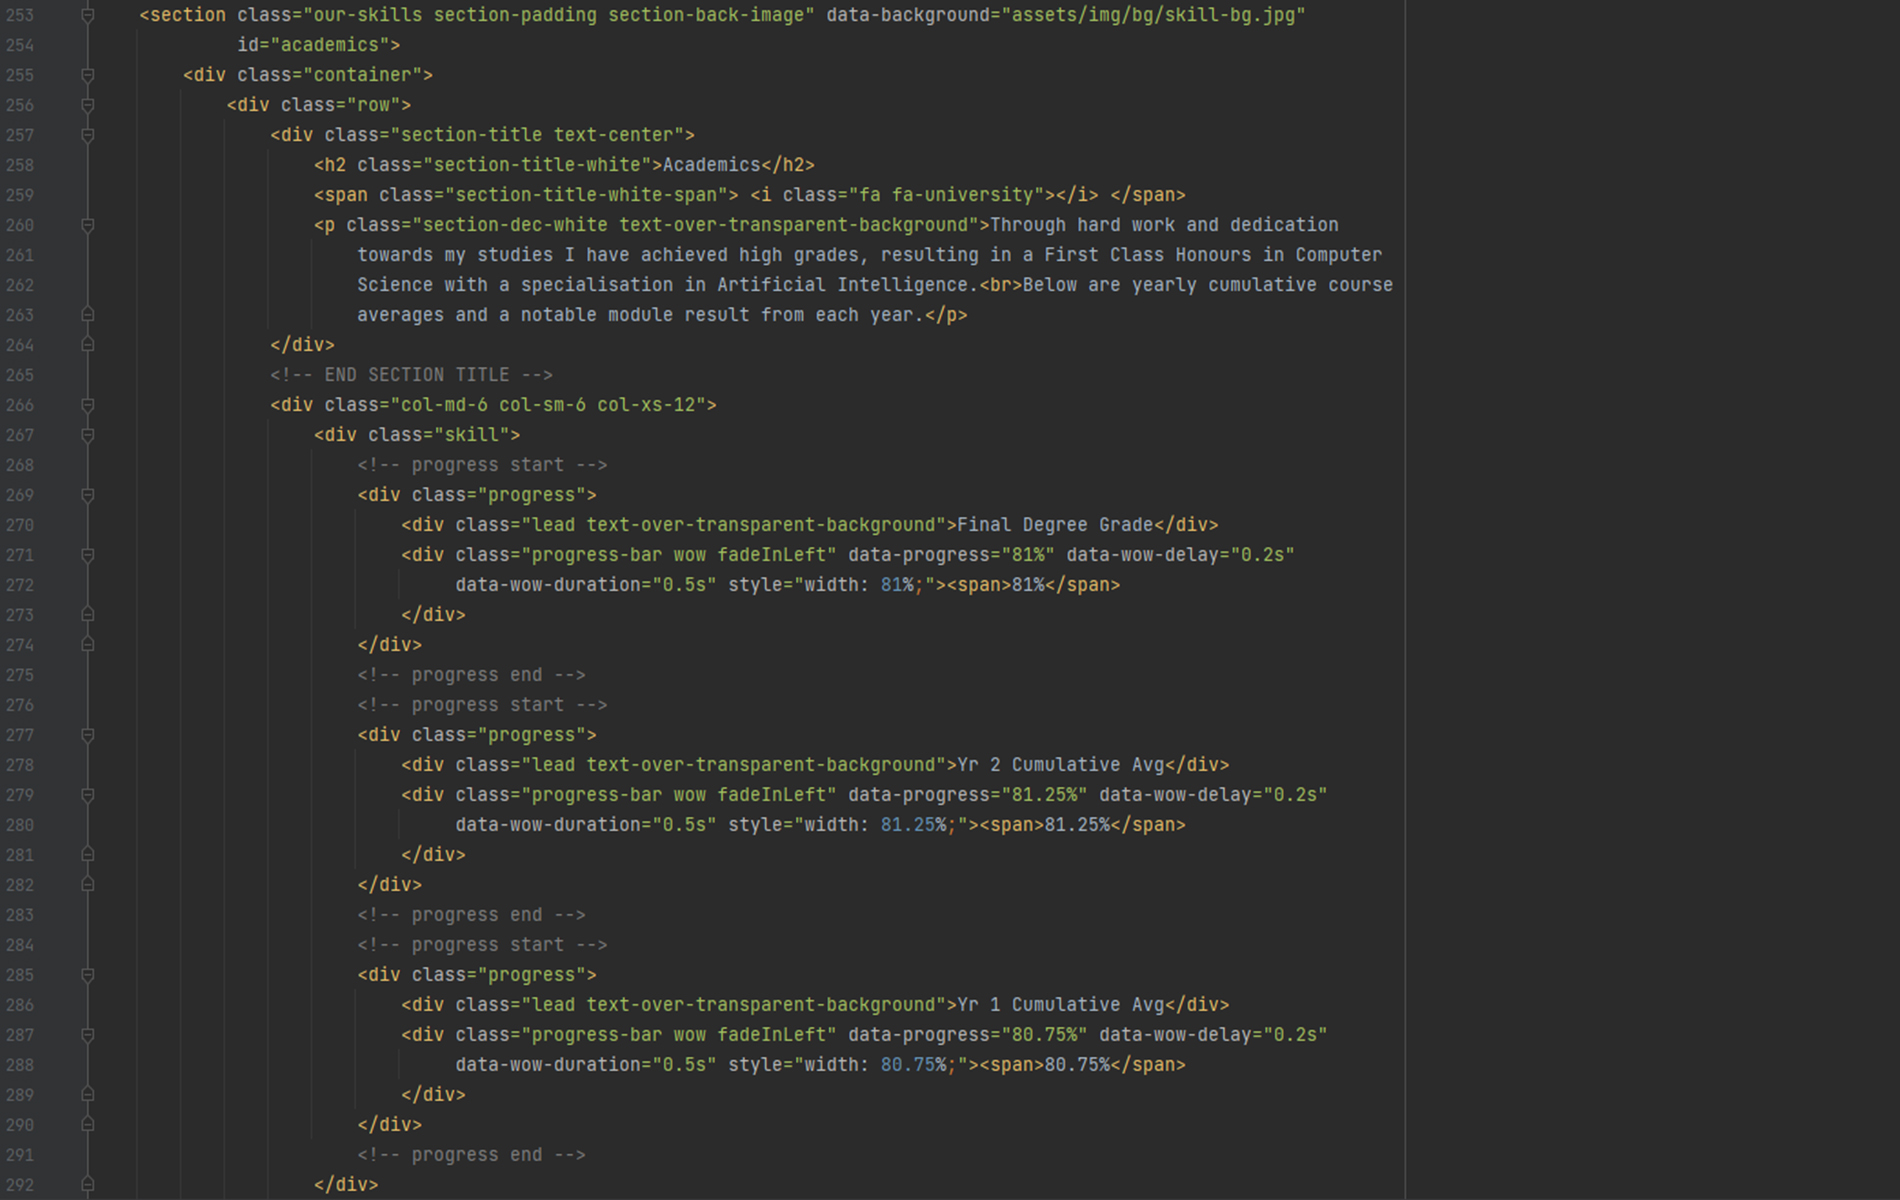 253 <section class="our-skills section-padding section-back-image" data-background="assets/img/bg/skill-bg.jpg"
254 id="academics">
255 <div class="container">
256 <div class="row">
257 <div class="section-title text-center">
258 <h2 class="section-title-white">Academics</h2>
259 <span class="section-title-white-span"> <i class="fa fa-university"></i> </span>
260 <p class="section-dec-white text-over-transparent-background">Through hard work and dedication
261 towards my studies I have achieved high grades, resulting in a First Class Honours in Computer
262 Science with a specialisation in Artificial Intelligence.<br>Below are yearly cumulative course
263 averages and a notable module result from each year.</p>
264 </div>
265 <!-- END SECTION TITLE -->
266 <div class="col-md-6 col-sm-6 col-xs-12">
267 <div class="skill">
268 <!-- progress start -->
269 <div class="progress">
270 <div class="lead text-over-transparent-background">Final Degree Grade</div>
271 <div class="progress-bar wow fadeInLeft" data-progress="81%" data-wow-delay="0.2s"
272 data-wow-duration="0.5s" style="width: 81%;"><span>81%</span>
273 </div>
274 </div>
275 <!-- progress end -->
276 <!-- progress start -->
277 <div class="progress">
278 <div class="lead text-over-transparent-background">Yr 2 Cumulative Avg</div>
279 <div class="progress-bar wow fadeInLeft" data-progress="81.25%" data-wow-delay="0.2s"
280 data-wow-duration="0.5s" style="width: 81.25%;"><span>81.25%</span>
281 </div>
282 </div>
283 <!-- progress end -->
284 <!-- progress start -->
285 <div class="progress">
286 <div class="lead text-over-transparent-background">Yr 1 Cumulative Avg</div>
287 <div class="progress-bar wow fadeInLeft" data-progress="80.75%" data-wow-delay="0.2s"
288 data-wow-duration="0.5s" style="width: 80.75%;"><span>80.75%</span>
289 </div>
290 </div>
291 <!-- progress end -->
292 </div>